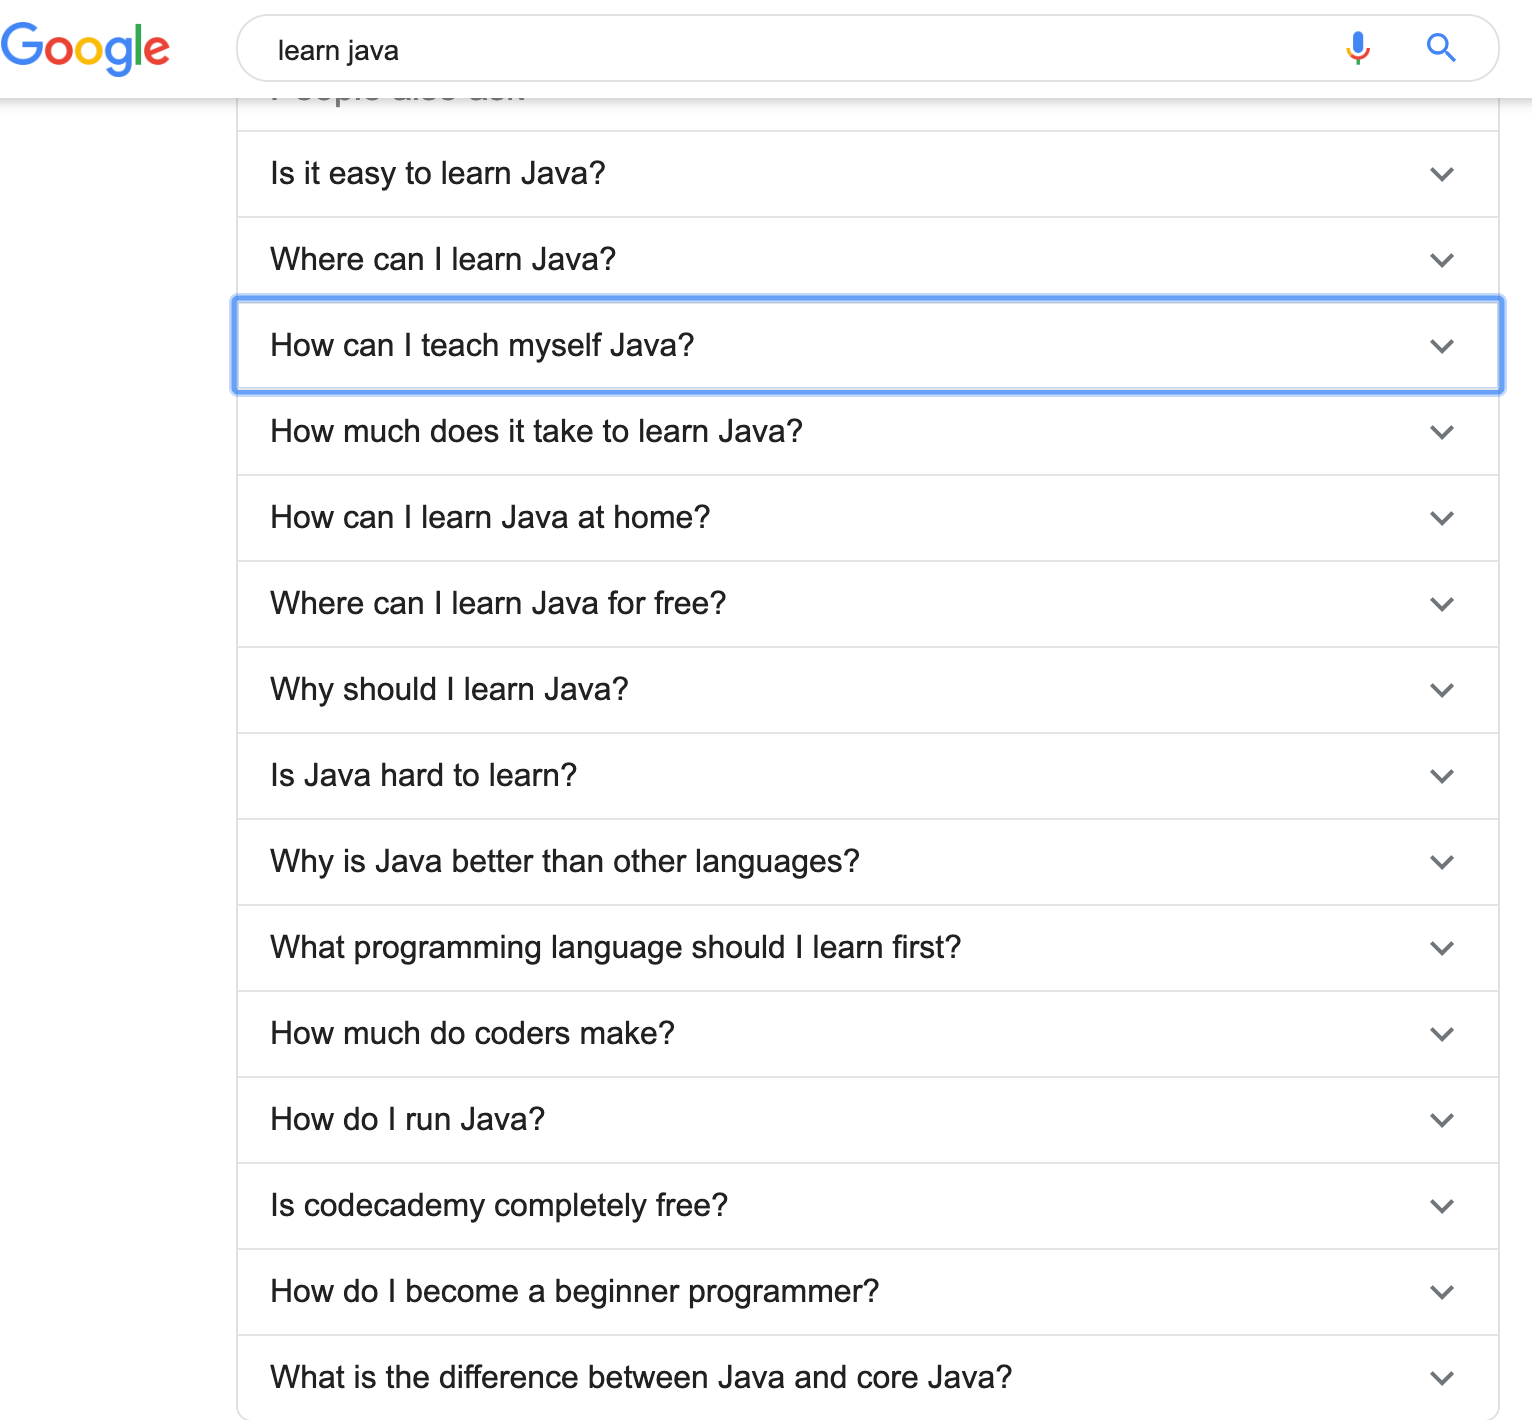 Google
learn java
People also ask
Is it easy to learn Java?
Where can I learn Java?
How can I teach myself Java?
How much does it take to learn Java?
How can I learn Java at home?
Where can I learn Java for free?
Why should I learn Java?
Is Java hard to learn?
Why is Java better than other languages?
What programming language should I learn first?
How much do coders make?
How do I run Java?
Is codecademy completely free?
How do I become a beginner programmer?
What is the difference between Java and core Java?